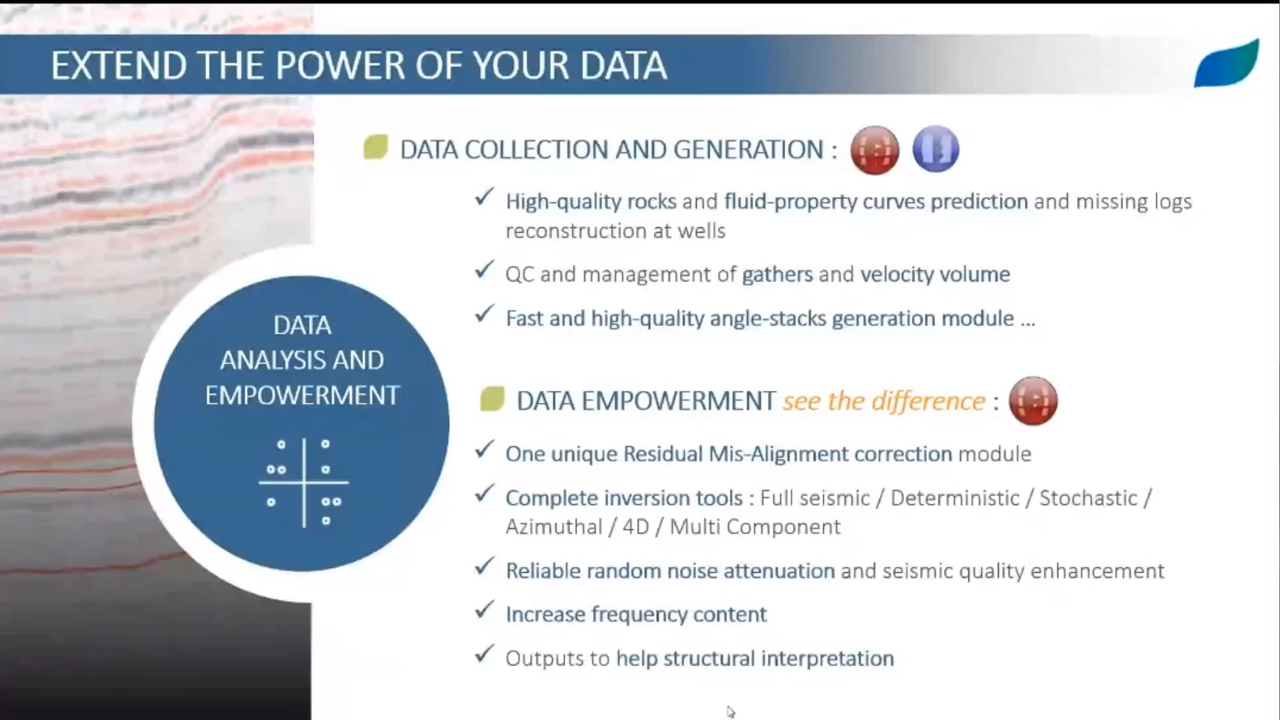 EXTEND THE POWER OF YOUR DATA
DATA COLLECTION AND GENERATION :
High-quality rocks and fluid-property curves prediction and missing logs
reconstruction at wells
QC and management of gathers and velocity volume
Fast and high-quality angle-stacks generation module ...
DATA
ANALYSIS AND
EMPOWERMENT
DATA EMPOWERMENT see the difference :
One unique Residual Mis-Alignment correction module
Complete inversion tools : Full seismic / Deterministic / Stochastic /
Azimuthal / 4D / Multi Component
Reliable random noise attenuation and seismic quality enhancement
Increase frequency content
Outputs to help structural interpretation